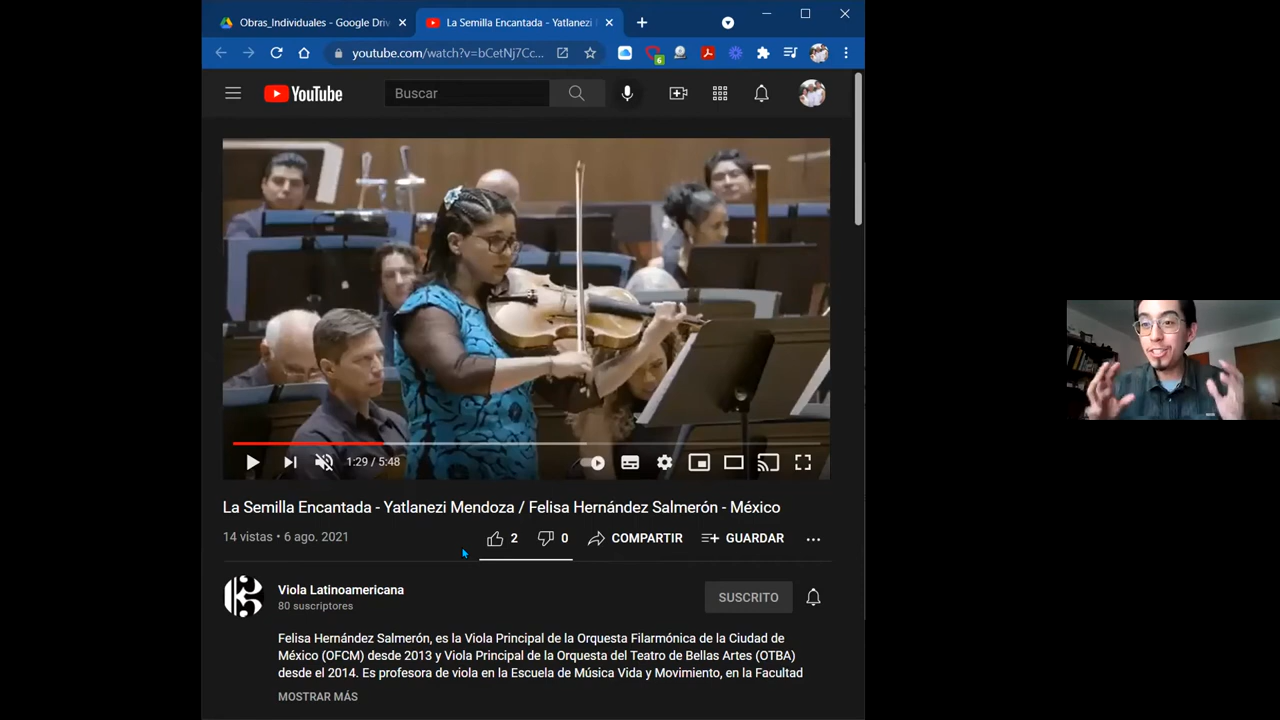 Obras_Individuales - Google Driv
La Semilla Encantada - Yatlanezi
youtube.com/watch?v=bCetNj7Cc...
6
YouTube
Buscar
1:29 / 5:48
La Semilla Encantada - Yatlanezi Mendoza / Felisa Hernández Salmerón - México
14 vistas • 6 ago. 2021
2
0
COMPARTIR
GUARDAR
Viola Latinoamericana
80 suscriptores
SUSCRITO
Felisa Hernández Salmerón, es la Viola Principal de la Orquesta Filarmónica de la Ciudad de
México (OFCM) desde 2013 y Viola Principal de la Orquesta del Teatro de Bellas Artes (OTBA)
desde el 2014. Es profesora de viola en la Escuela de Música Vida y Movimiento, en la Facultad
MOSTRAR MÁS